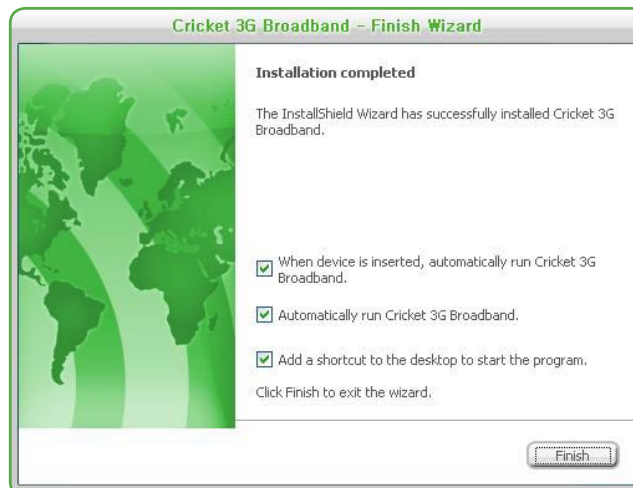 Cricket 3G Broadband - Finish Wizard
Installation completed
The InstallShield Wizard has successfully installed Cricket 3G
Broadband.
When device is inserted, automatically run Cricket 3G
Broadband.
Automatically run Cricket 3G Broadband.
Add a shortcut to the desktop to start the program.
Click Finish to exit the wizard.
Finish